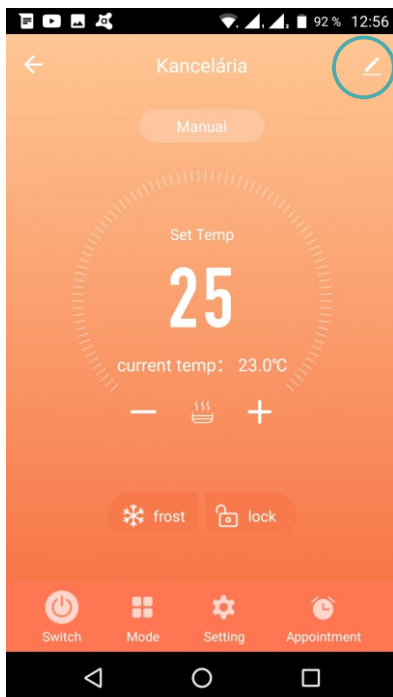 92 % 12:56
Kancelária
Manual
Set Temp
25
current temp: 23.0℃
frost lock
Switch Mode Setting Appointment